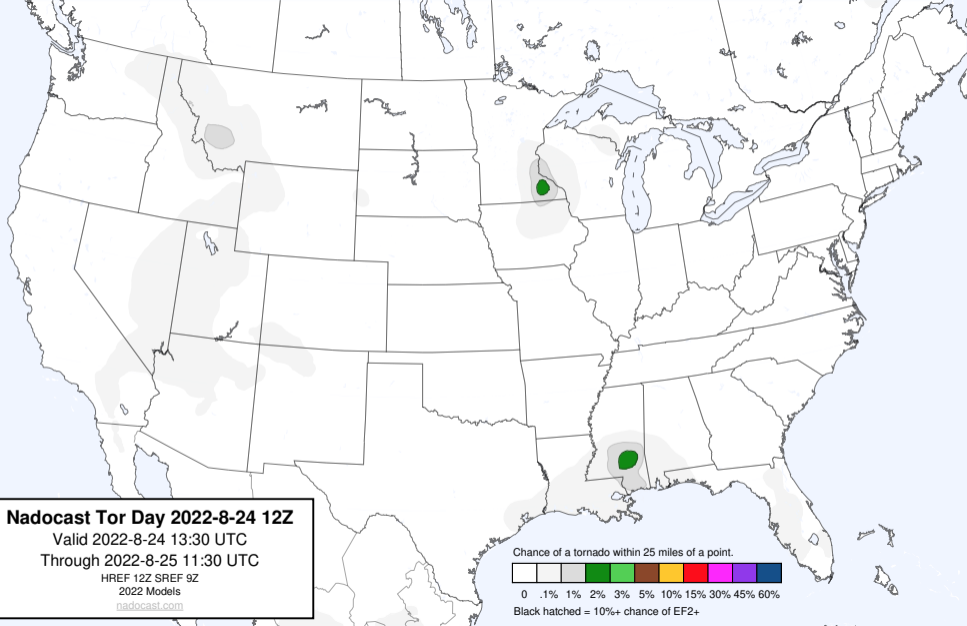 Nadocast Tor Day 2022-8-24 12Z
Valid 2022-8-24 13:30 UTC
Through 2022-8-25 11:30 UTC
HREF 12Z SREF 9Z
2022 Models
nadocast.com
Chance of a tornado within 25 miles of a point.
0 .1% 1% 2% 3% 5% 10% 15% 30% 45% 60%
Black hatched = 10%+ chance of EF2+